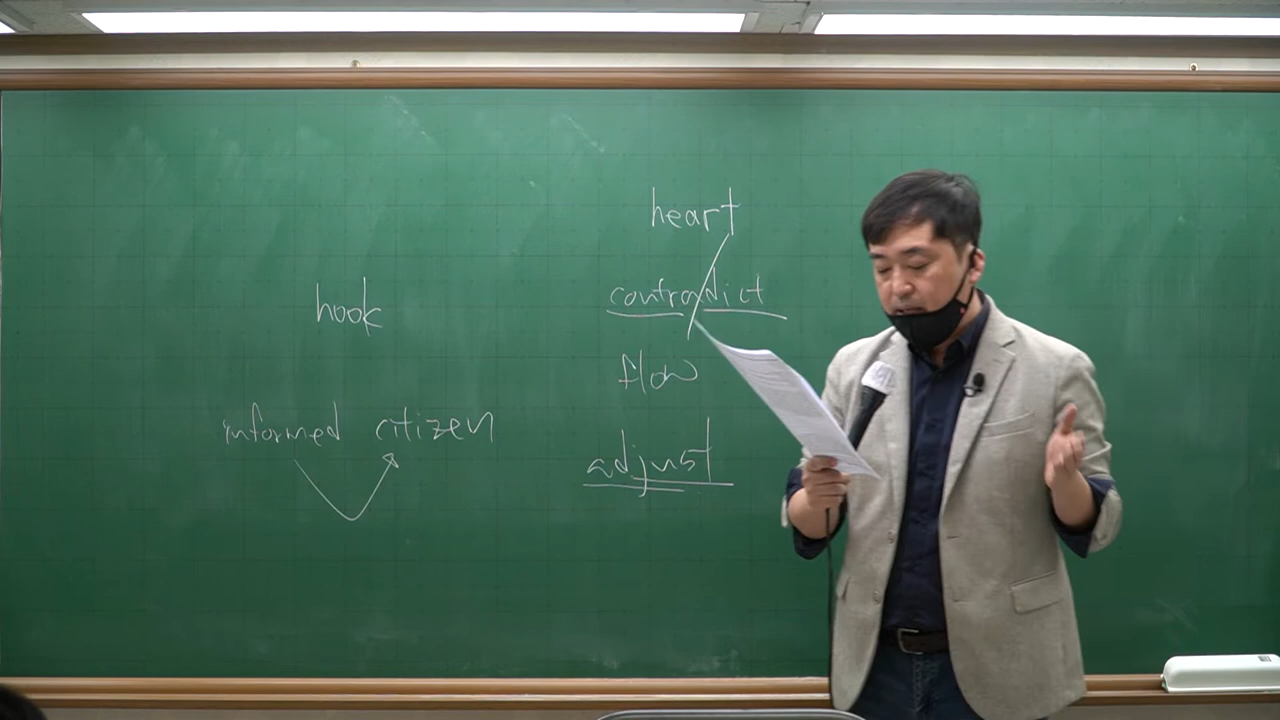 heart
hook
contradict
flow
informed citizen
adjust